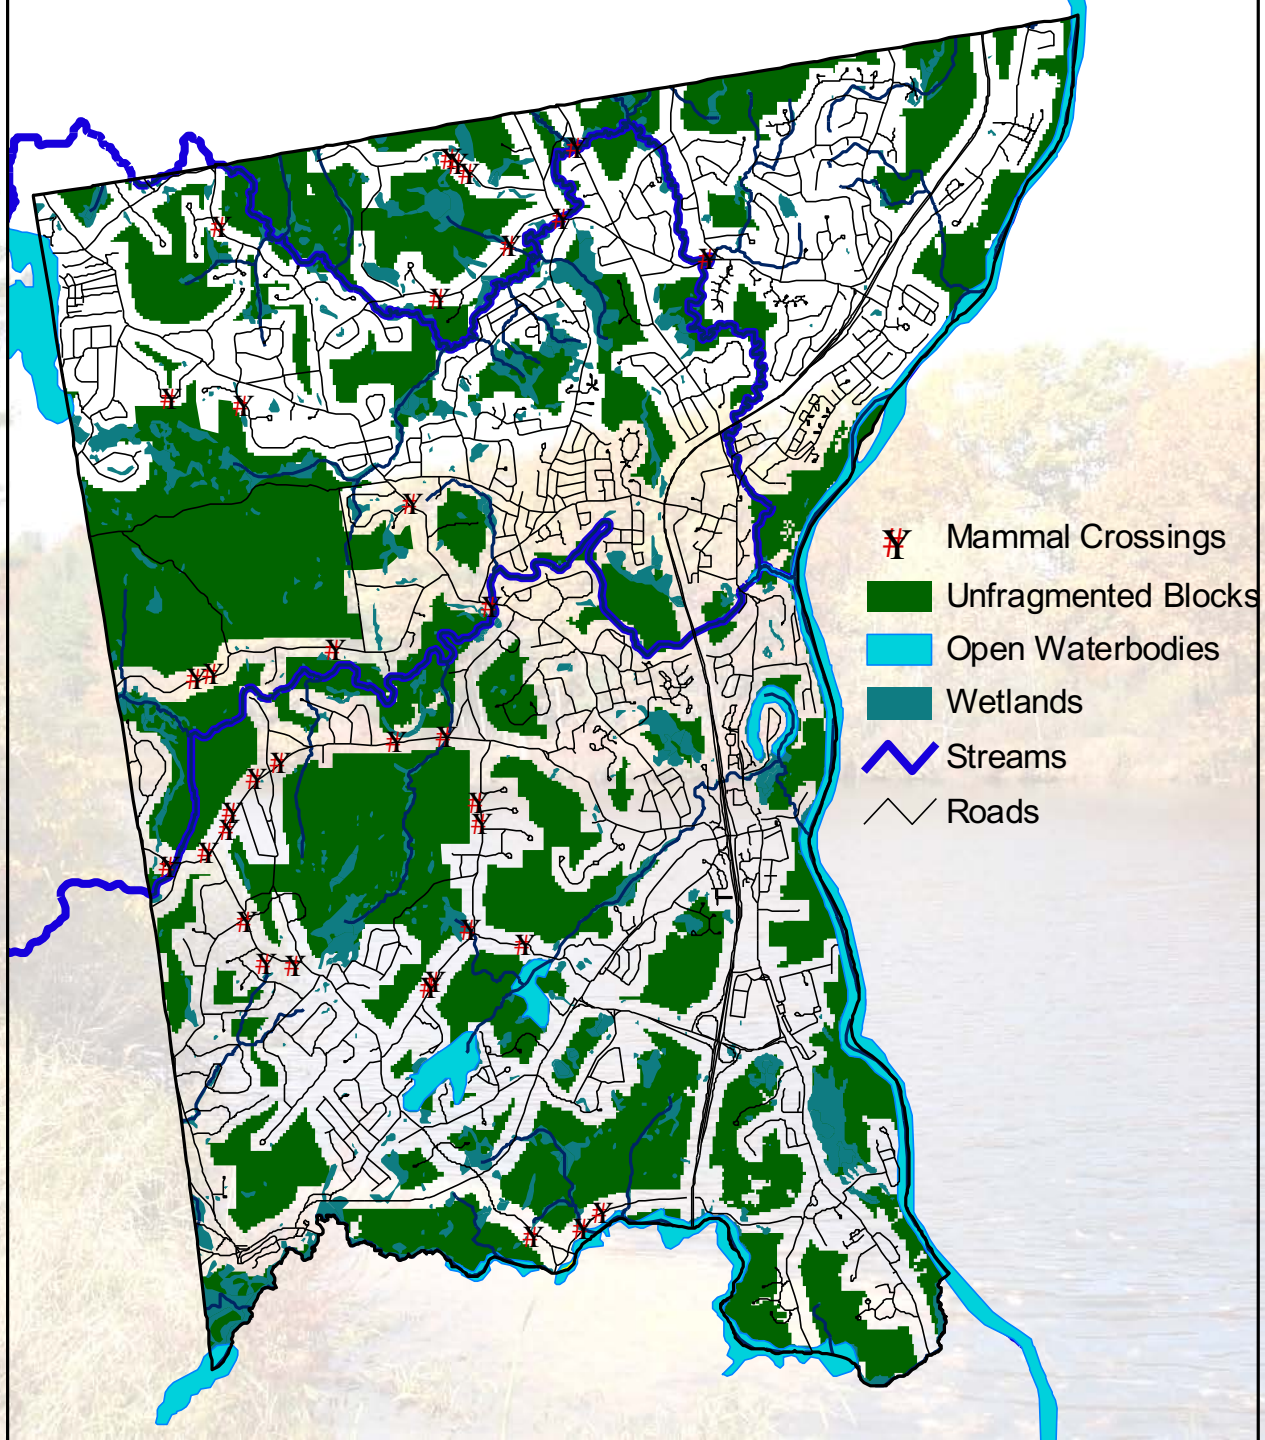 Mammal Crossings
Unfragmented Blocks
Open Waterbodies
Wetlands
Streams
Roads